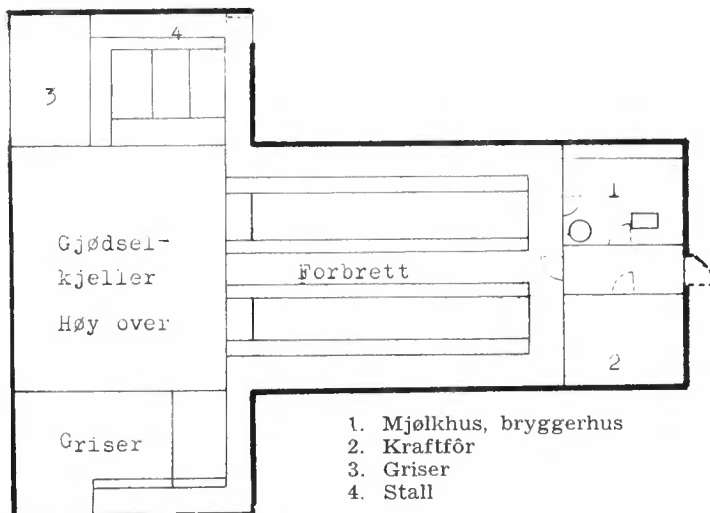 4
3
1
Gjødsel-
kjeller
Høy over
Forbrett
2
Griser
1. Mjølkhus, bryggerhus
2. Kraftfôr
3. Griser
4. Stall